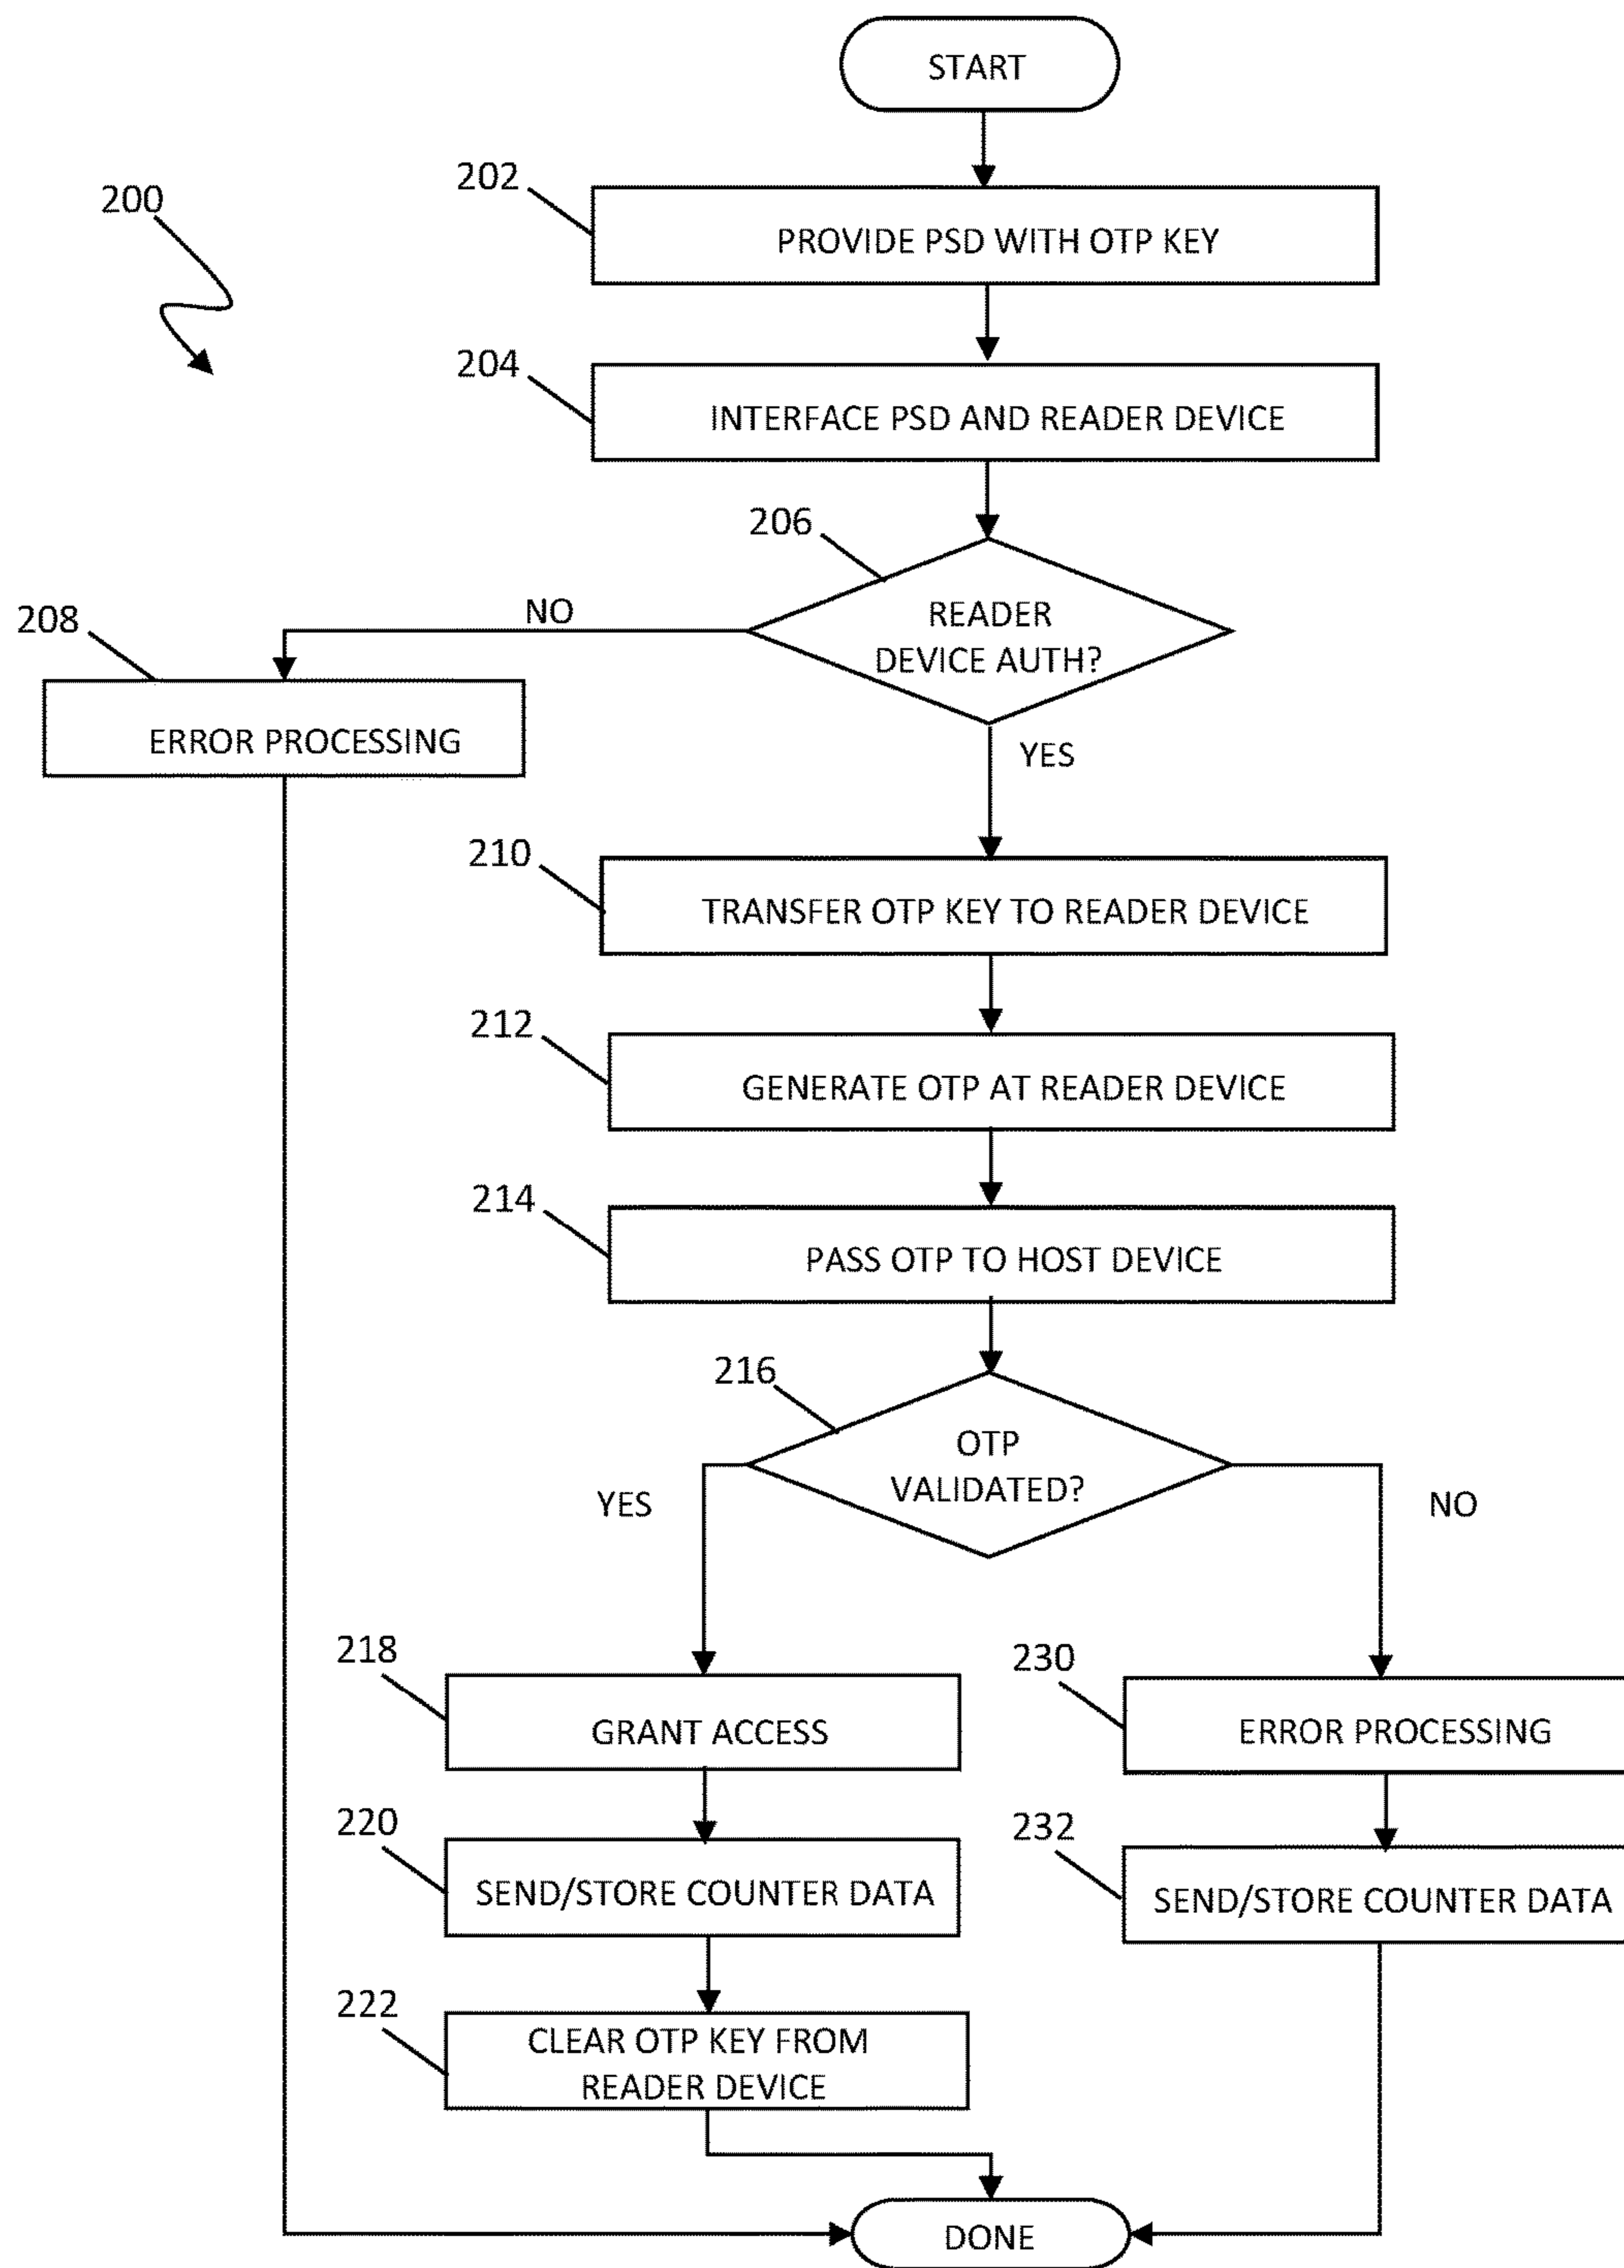 START
202
PROVIDE PSD WITH OTP KEY
200
204
INTERFACE PSD AND READER DEVICE
206
READER
DEVICE AUTH?
NO
208
ERROR PROCESSING
YES
210
TRANSFER OTP KEY TO READER DEVICE
212
GENERATE OTP AT READER DEVICE
214
PASS OTP TO HOST DEVICE
216
OTP
VALIDATED?
YES
NO
218
GRANT ACCESS
230
ERROR PROCESSING
220
SEND/STORE COUNTER DATA
232
SEND/STORE COUNTER DATA
222
CLEAR OTP KEY FROM
READER DEVICE
DONE